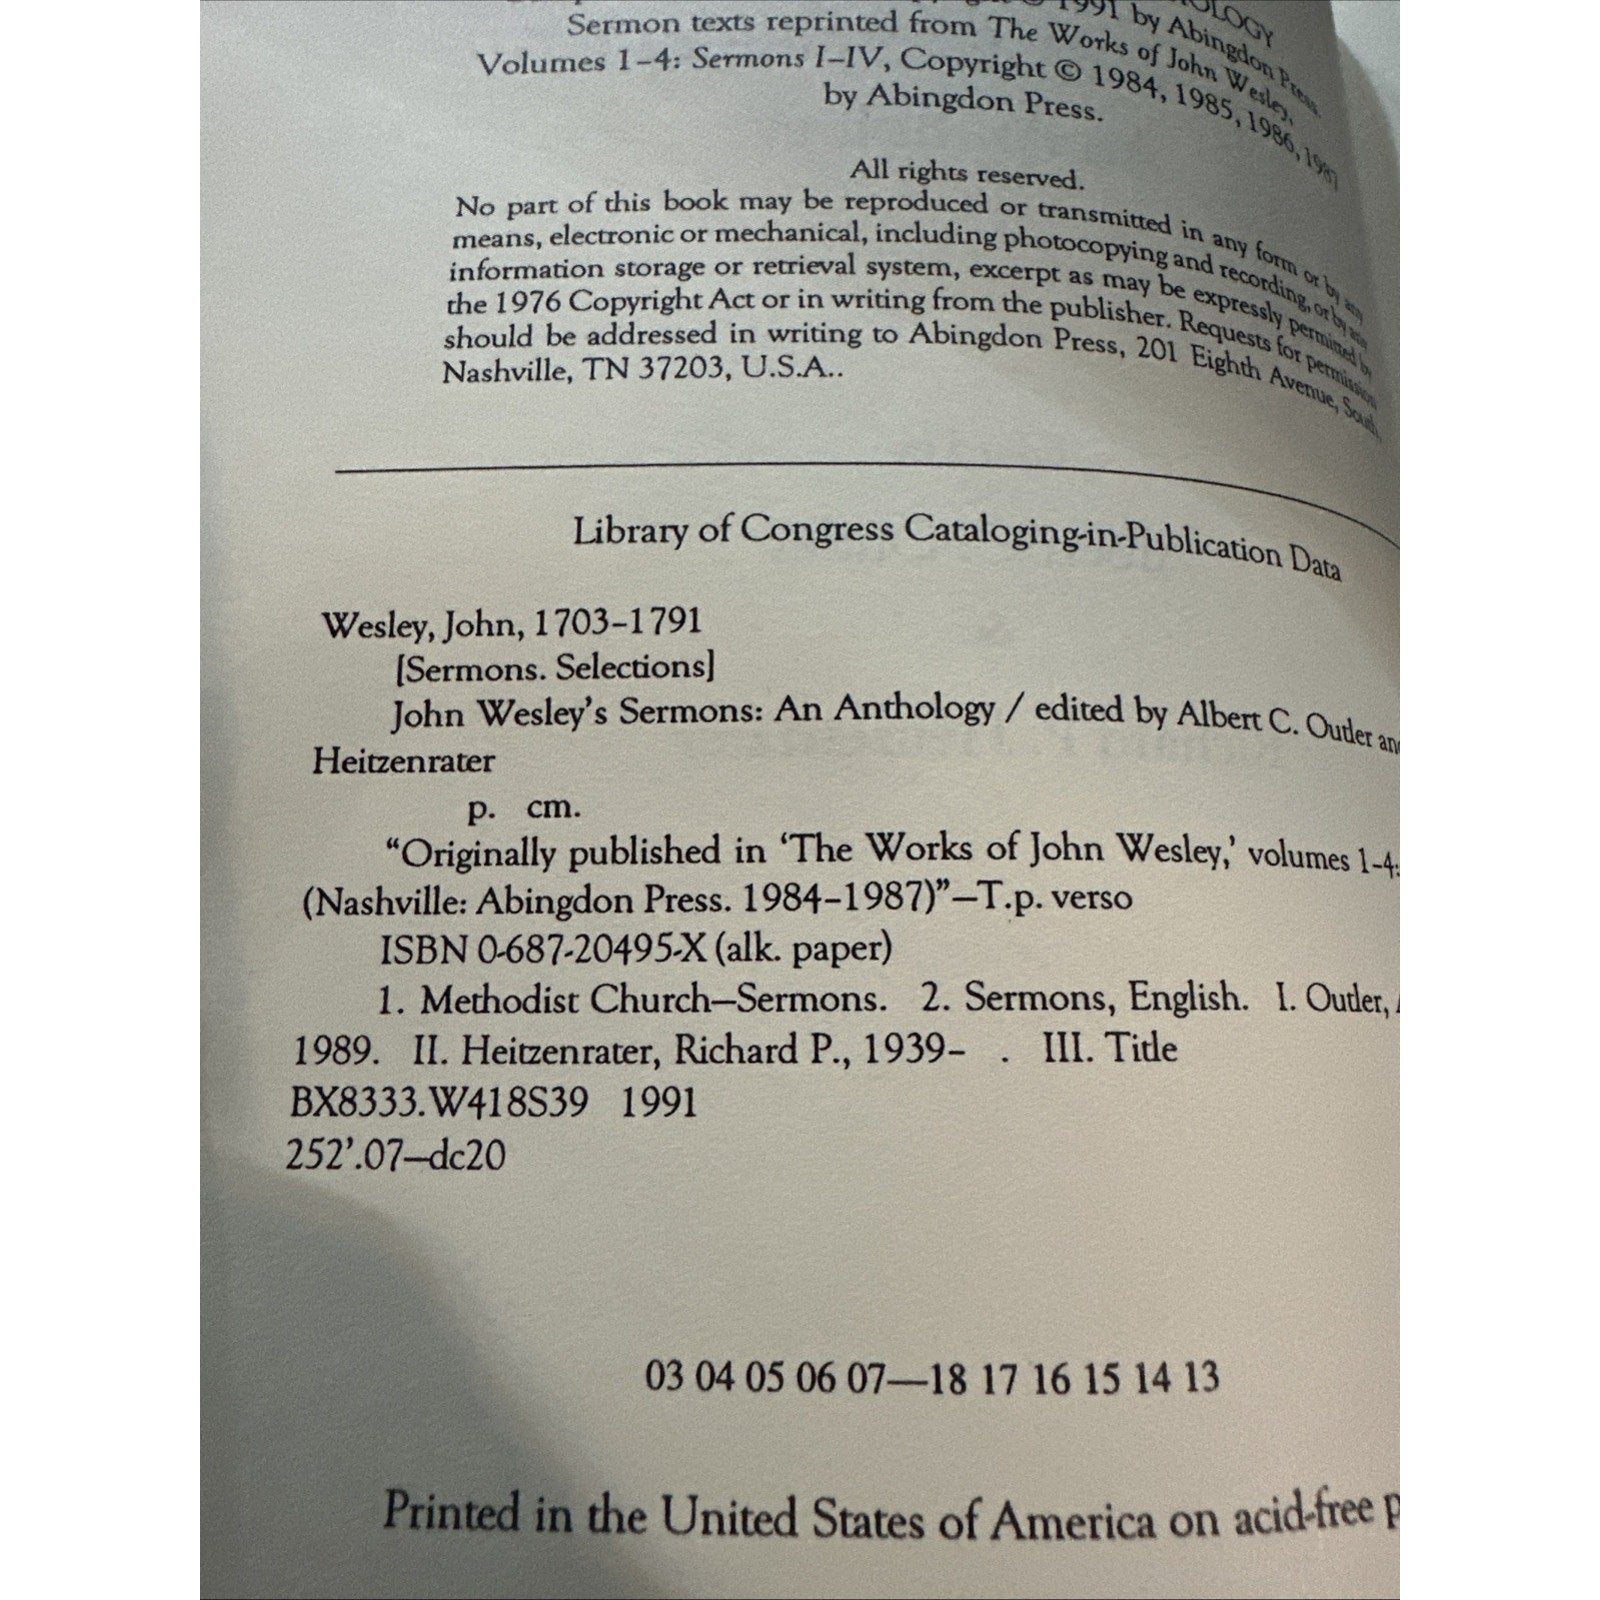 1991 by Abingdon Press.
Sermon texts reprinted from The Works of John Wesley,
Volumes 1–4: Sermons I–IV, Copyright © 1984, 1985, 1986, 1987
by Abingdon Press.
All rights reserved.
No part of this book may be reproduced or transmitted in any form or by any
means, electronic or mechanical, including photocopying and recording, or by any
information storage or retrieval system, excerpt as may be expressly permitted by
the 1976 Copyright Act or in writing from the publisher. Requests for permission
should be addressed in writing to Abingdon Press, 201 Eighth Avenue, South,
Nashville, TN 37203, U.S.A..
Library of Congress Cataloging-in-Publication Data
Wesley, John, 1703–1791
[Sermons. Selections]
John Wesley's Sermons: An Anthology / edited by Albert C. Outler and
Heitzenrater
p. cm.
“Originally published in ‘The Works of John Wesley,’ volumes 1-4:
(Nashville: Abingdon Press. 1984–1987)”—T.p. verso
ISBN 0-687-20495-X (alk. paper)
1. Methodist Church—Sermons. 2. Sermons, English. I. Outler,
1989. II. Heitzenrater, Richard P., 1939– . III. Title
BX8333.W418S39 1991
252'.07—dc20
03 04 05 06 07—18 17 16 15 14 13
Printed in the United States of America on acid-free